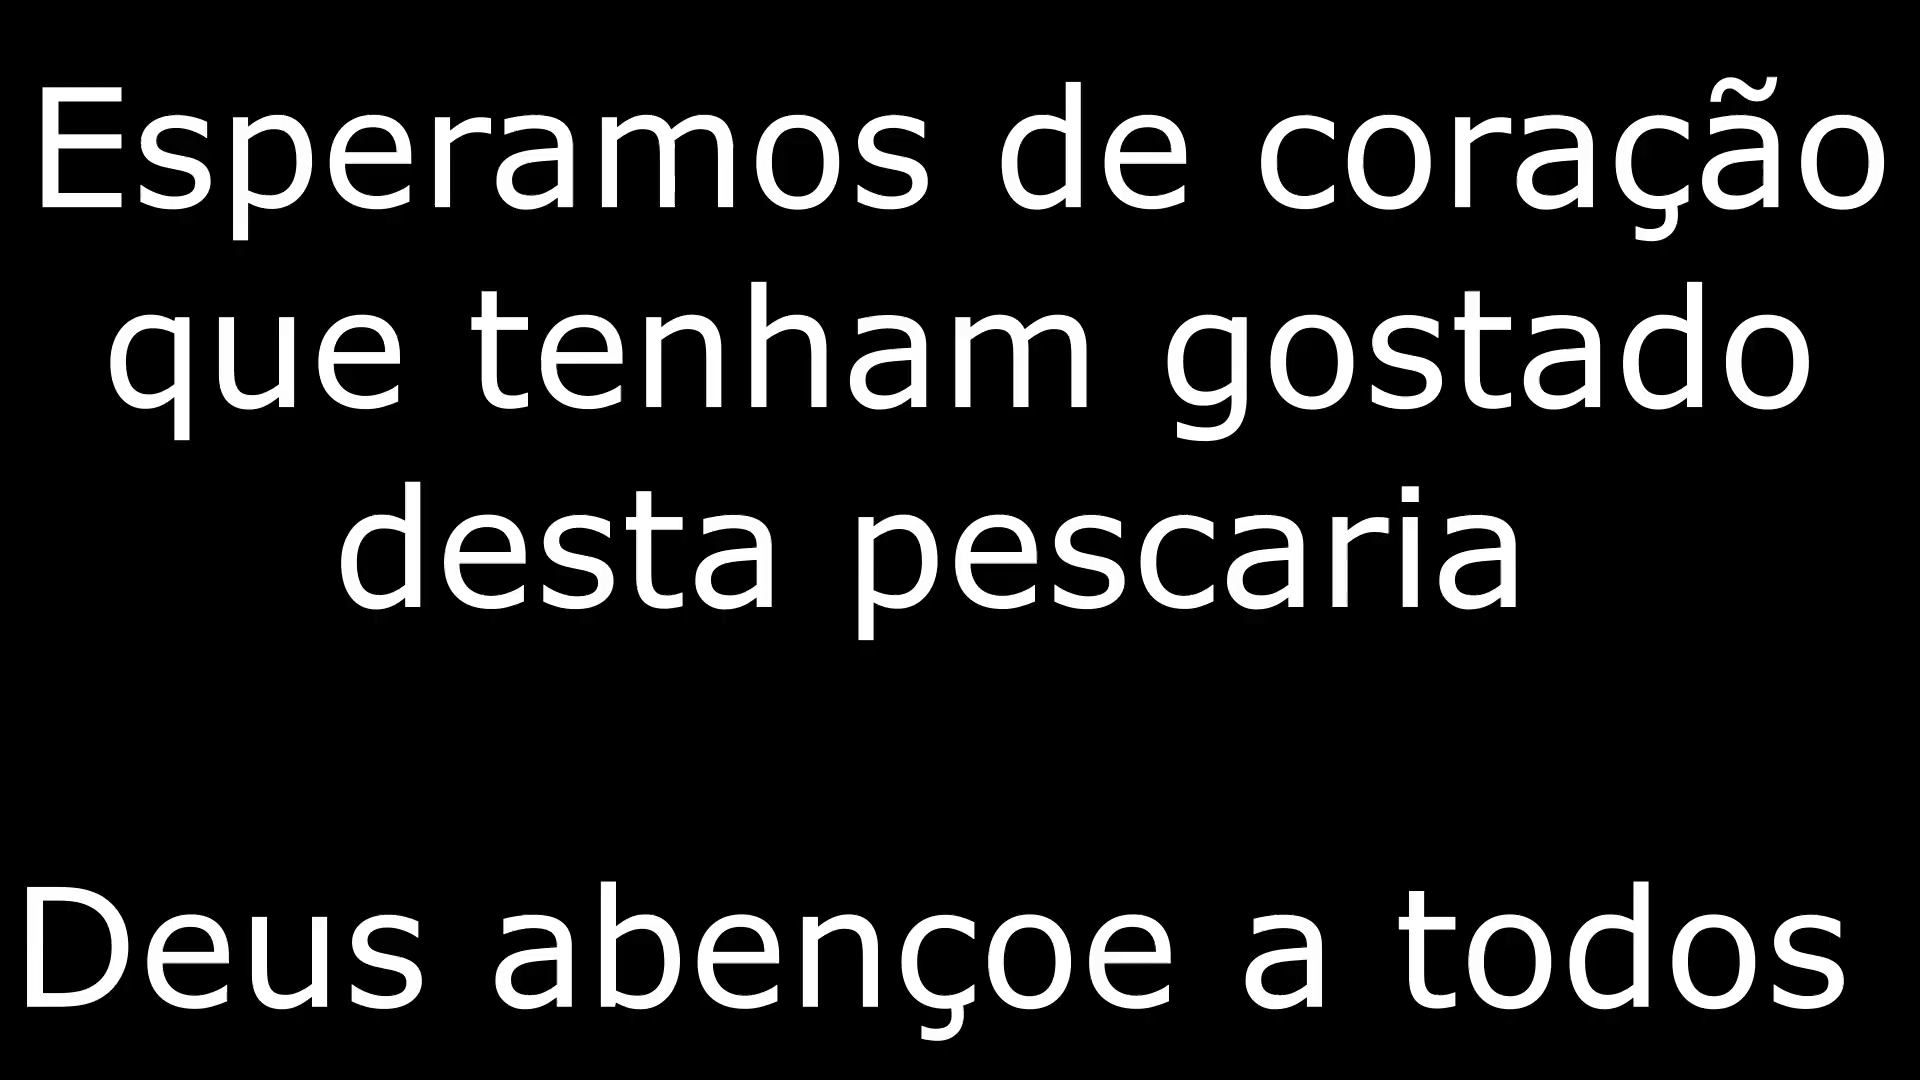 Esperamos de coração
que tenham gostado
desta pescaria
Deus abençoe a todos